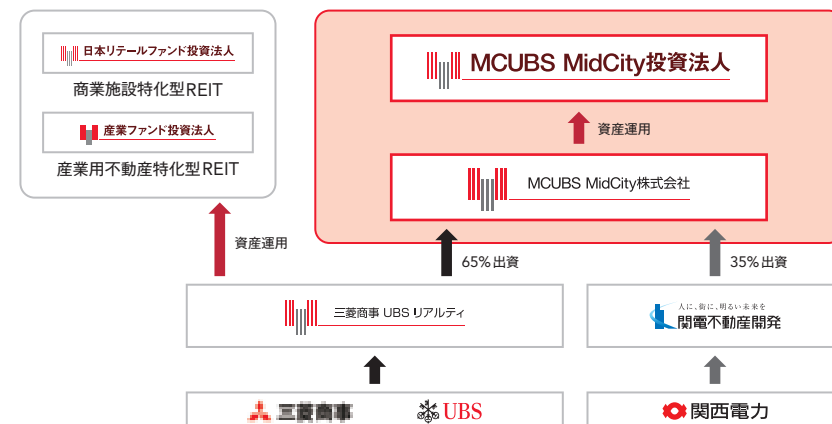 日本リテールファンド投資法人
商業施設特化型REIT
産業ファンド投資法人
産業用不動産特化型REIT
MCUBS MidCity投資法人
資産運用
MCUBS MidCity株式会社
資産運用
65%出資
35%出資
三菱商事 UBS リアルティ
人に、街に、明るい未来を
関電不動産開発
三菱商事
UBS
関西電力